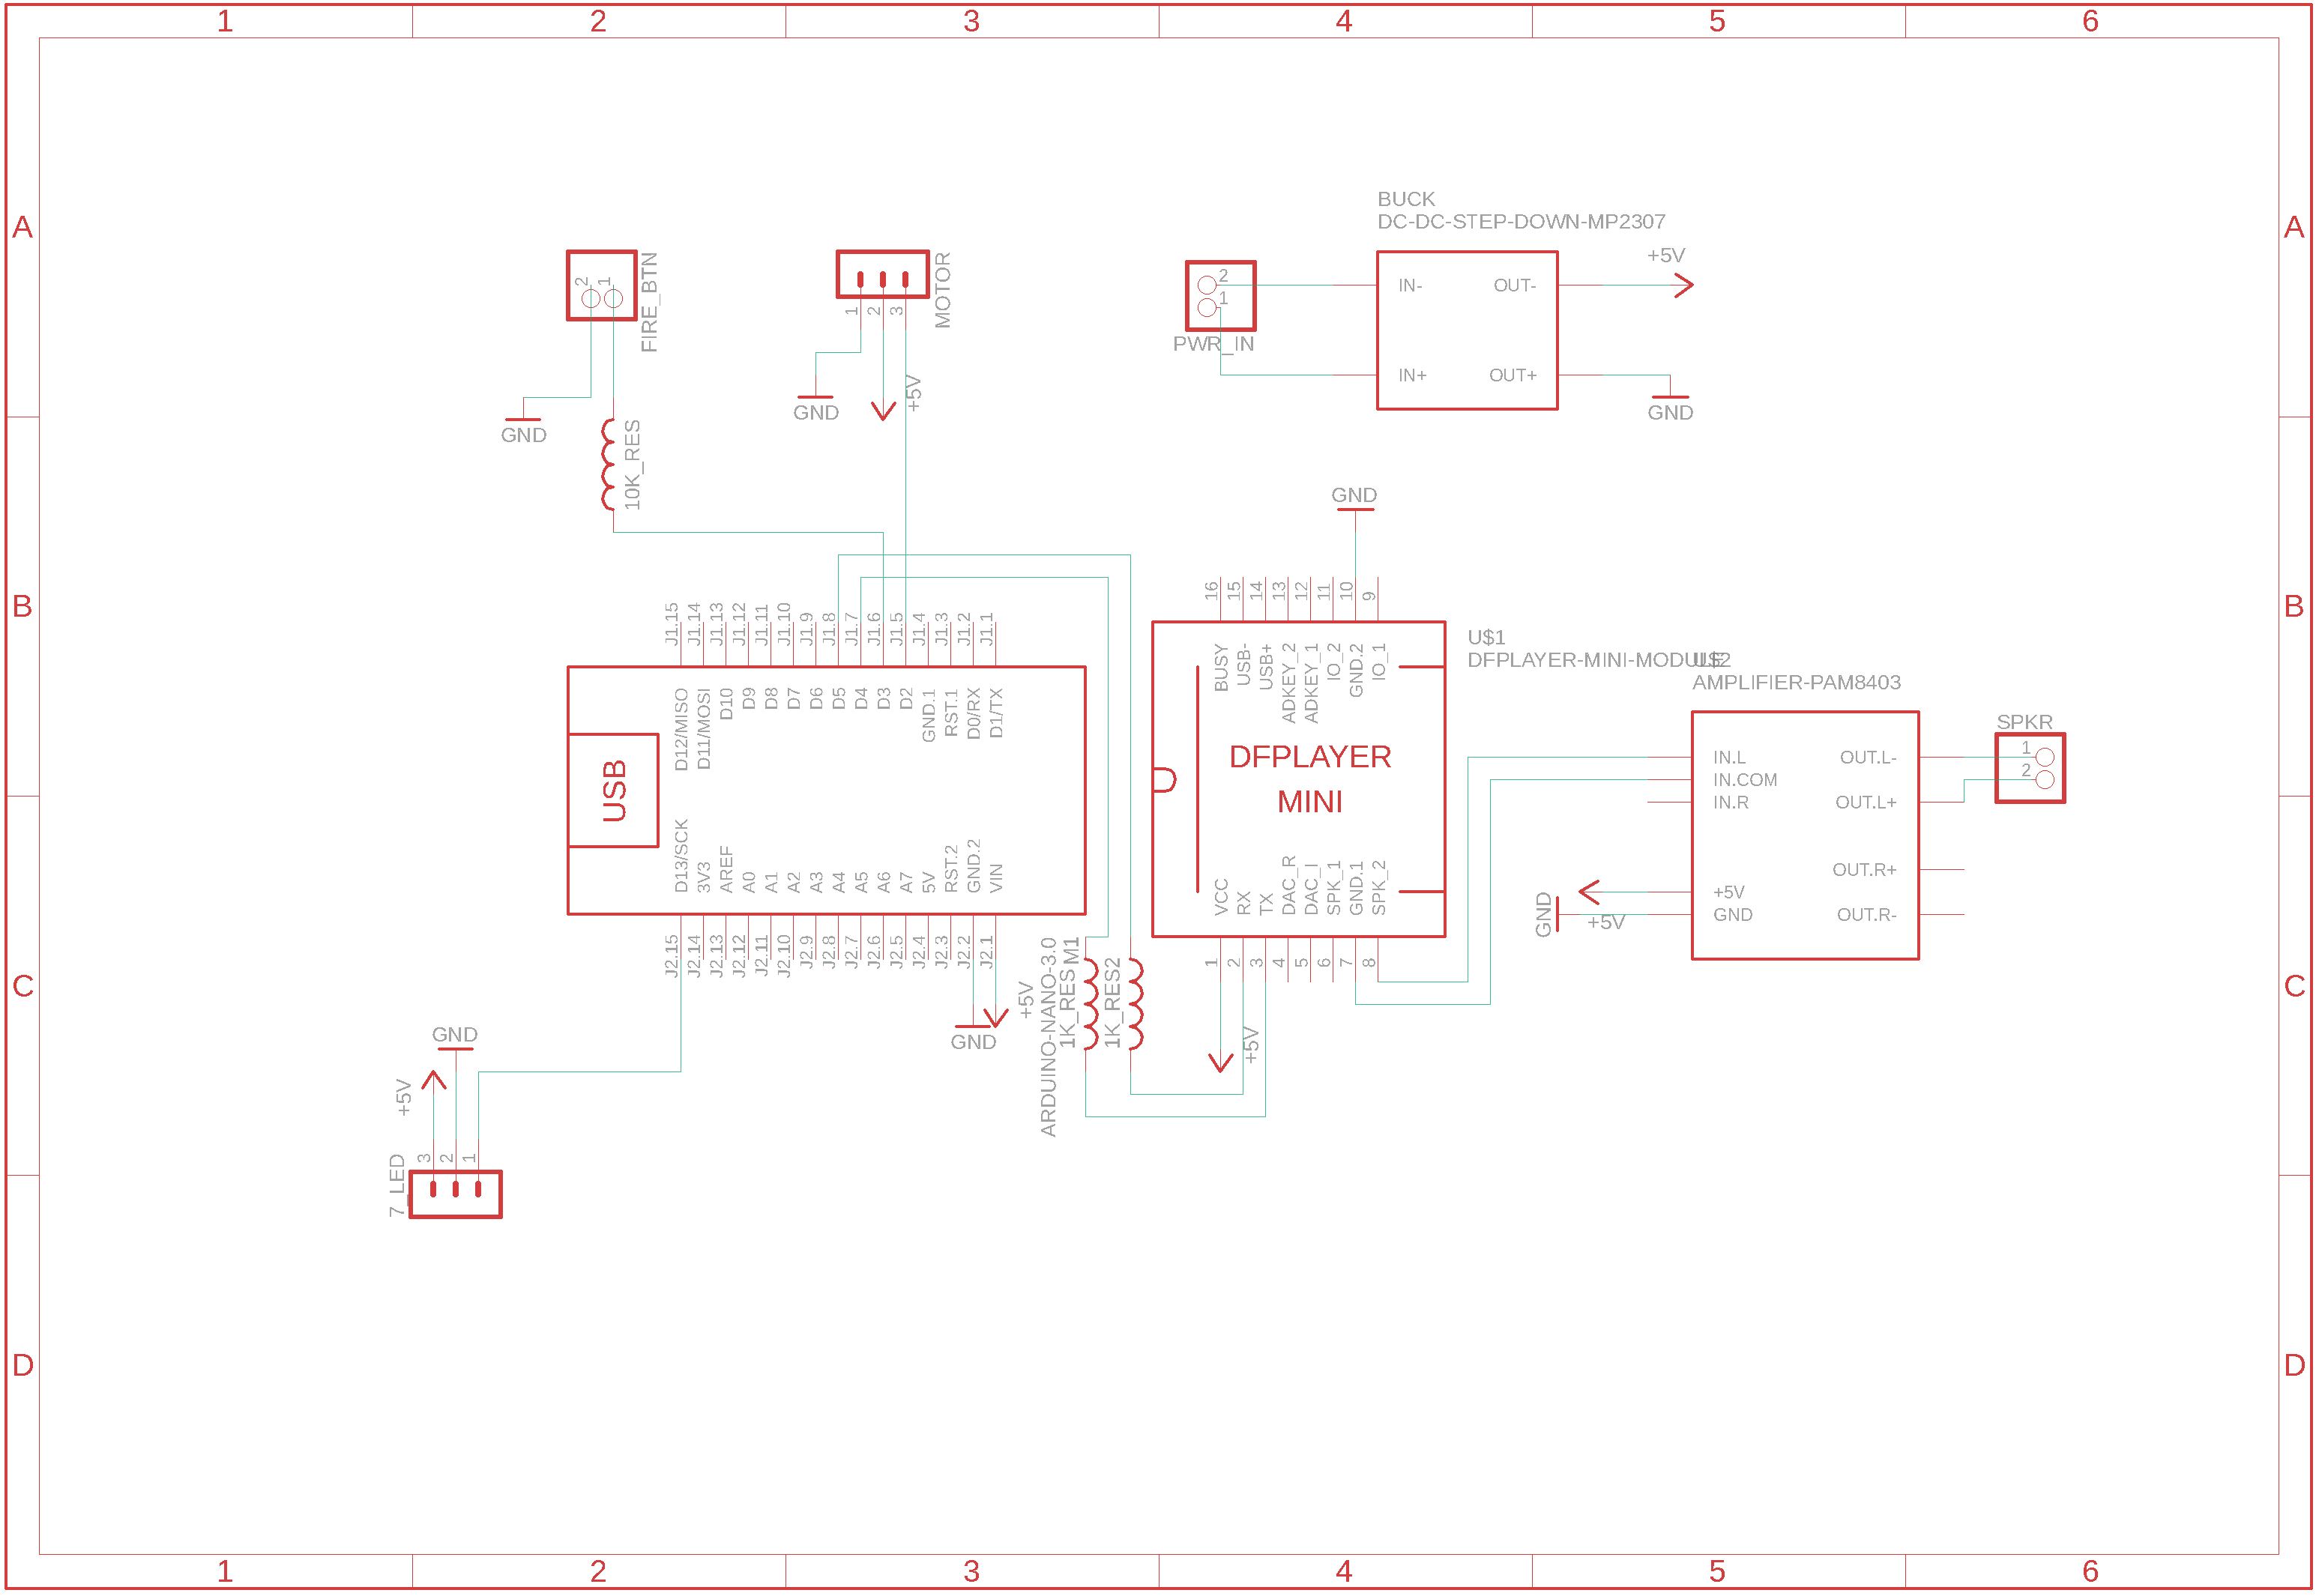 1 2 3 4 5 6
A A
BUCK
DC-DC-STEP-DOWN-MP2307
FIRE_BTN
2 1
MOTOR
1 2 3
PWR_IN
2
1
IN- OUT-
IN+ OUT+
+5V
GND
GND
GND
+5V
10K_RES
B B
GND
J1.15 J1.14 J1.13 J1.12 J1.11 J1.10 J1.9 J1.8 J1.7 J1.6 J1.5 J1.4 J1.3 J1.2 J1.1
D12/MISO D11/MOSI D10 D9 D8 D7 D6 D5 D4 D3 D2 GND.1 RST.1 D0/RX D1/TX
USB
D13/SCK 3V3 AREF A0 A1 A2 A3 A4 A5 A6 A7 5V RST.2 GND.2 VIN
J2.15 J2.14 J2.13 J2.12 J2.11 J2.10 J2.9 J2.8 J2.7 J2.6 J2.5 J2.4 J2.3 J2.2 J2.1
16 15 14 13 12 11 10 9
BUSY USB- USB+ ADKEY_2 ADKEY_1 IO_2 GND.2 IO_1
DFPLAYER
MINI
VCC RX TX DAC_R DAC_I SPK_1 GND.1 SPK_2
1 2 3 4 5 6 7 8
U$1
DFPLAYER-MINI-MODULE
U$2
AMPLIFIER-PAM8403
IN.L OUT.L-
IN.COM
IN.R OUT.L+
OUT.R+
+5V
GND OUT.R-
SPKR
1
2
GND
+5V
C C
+5V
GND
ARDUINO-NANO-3.0
M1
1K_RES
1K_RES2
+5V
GND
+5V
3 2 1
7_LED
D D
1 2 3 4 5 6